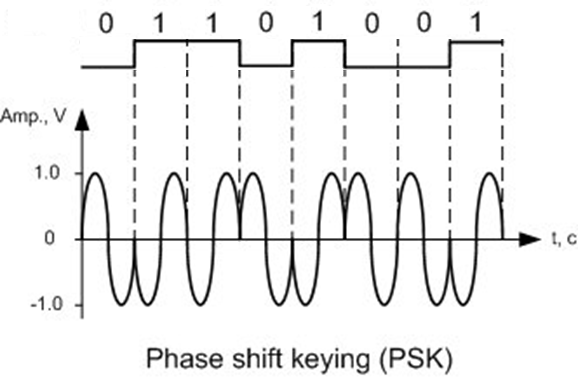 0 1 1 0 1 0 0 1
Amp., V
1.0
0
t, c
-1.0
Phase shift keying (PSK)